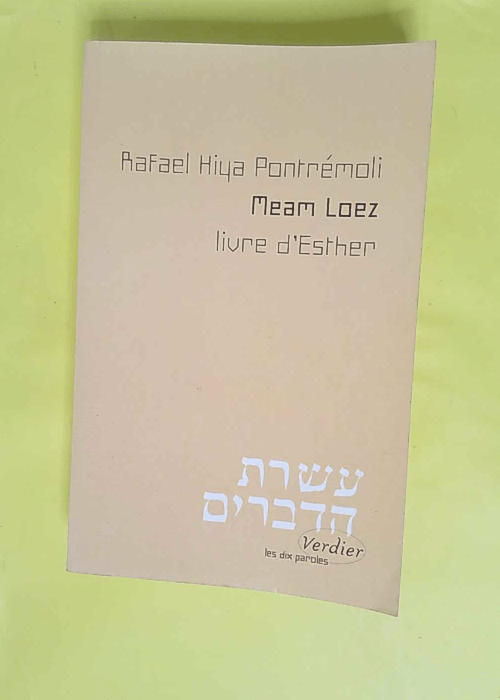 Rafael Hiya Pontrémoli
Meam Loez
livre d'Esther
עשרת
הדברים
Verdier
les dix paroles